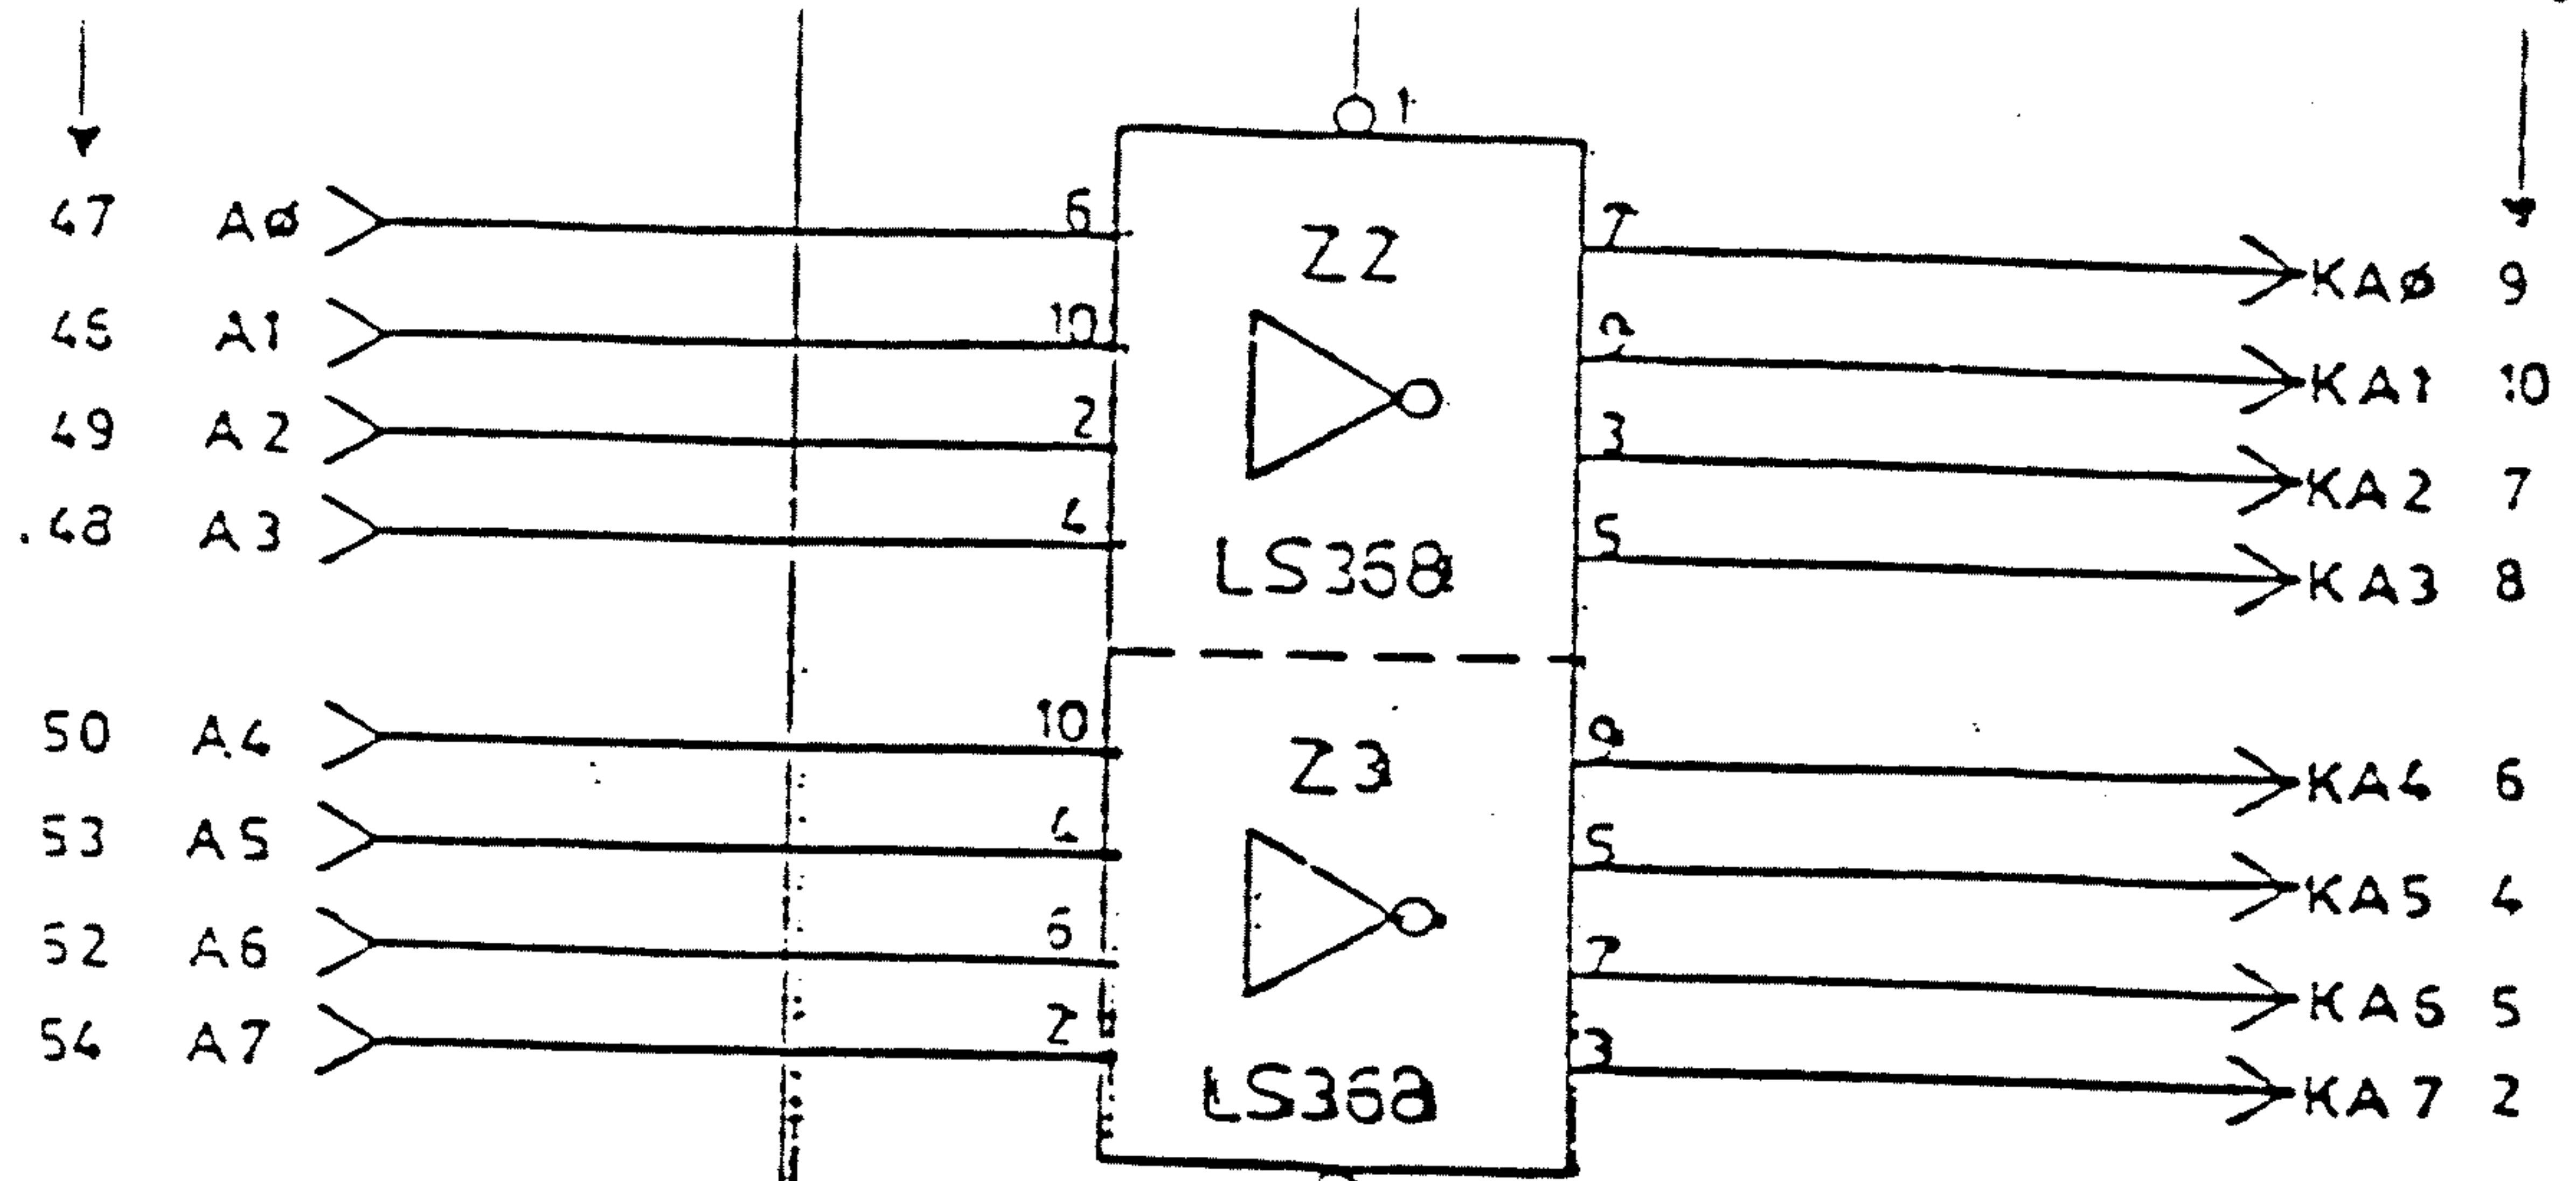 1
47 AØ 6 Z2 7 KAØ 9
A1 10 9 KA1 10
49 A2 2 3 KA2 7
48 A3 4 LS368 5 KA3 8
50 A4 10 Z3 9 KA4 6
53 A5 4 5 KA5 4
52 A6 6 7 KA6 5
54 A7 2 LS368 3 KA7 2